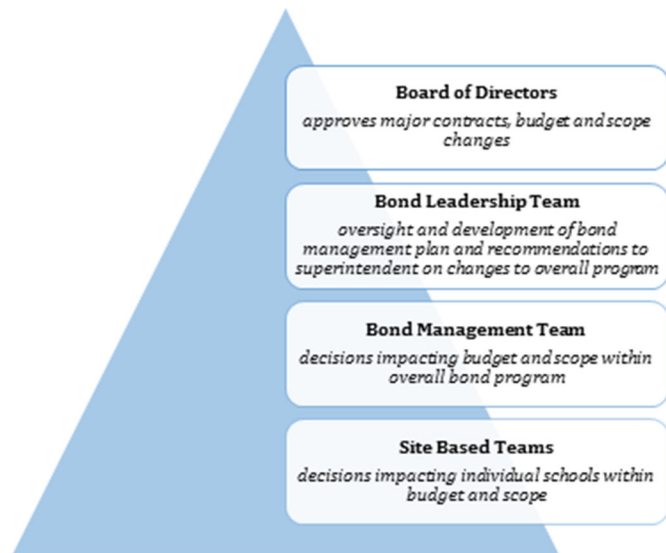 Board of Directors
approves major contracts, budget and scope
changes
Bond Leadership Team
oversight and development of bond
management plan and recommendations to
superintendent on changes to overall program
Bond Management Team
decisions impacting budget and scope within
overall bond program
Site Based Teams
decisions impacting individual schools within
budget and scope